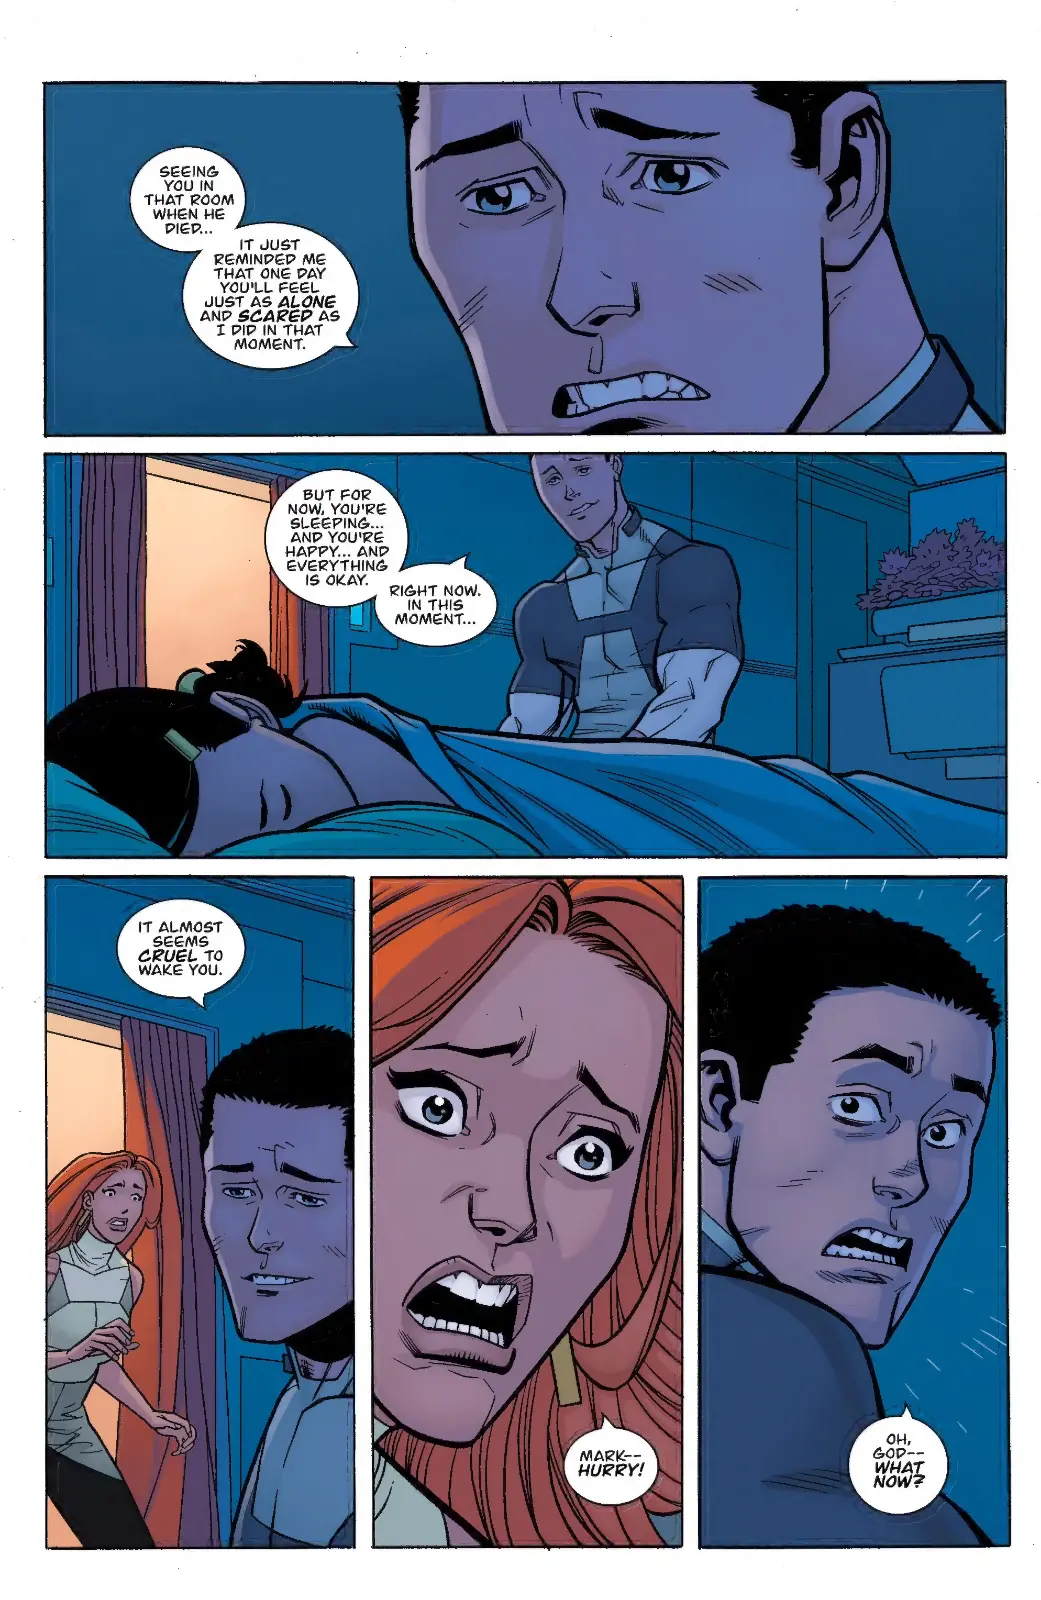 SEEING
YOU IN
THAT ROOM
WHEN HE
DIED...
IT JUST
REMINDED ME
THAT ONE DAY
YOU'LL FEEL
JUST AS ALONE
AND SCARED AS
I DID IN THAT
MOMENT.
BUT FOR
NOW, YOU'RE
SLEEPING...
AND YOU'RE
HAPPY... AND
EVERYTHING
IS OKAY.
RIGHT NOW.
IN THIS
MOMENT...
IT ALMOST
SEEMS
CRUEL TO
WAKE YOU.
MARK--
HURRY!
OH,
GOD--
WHAT
NOW?